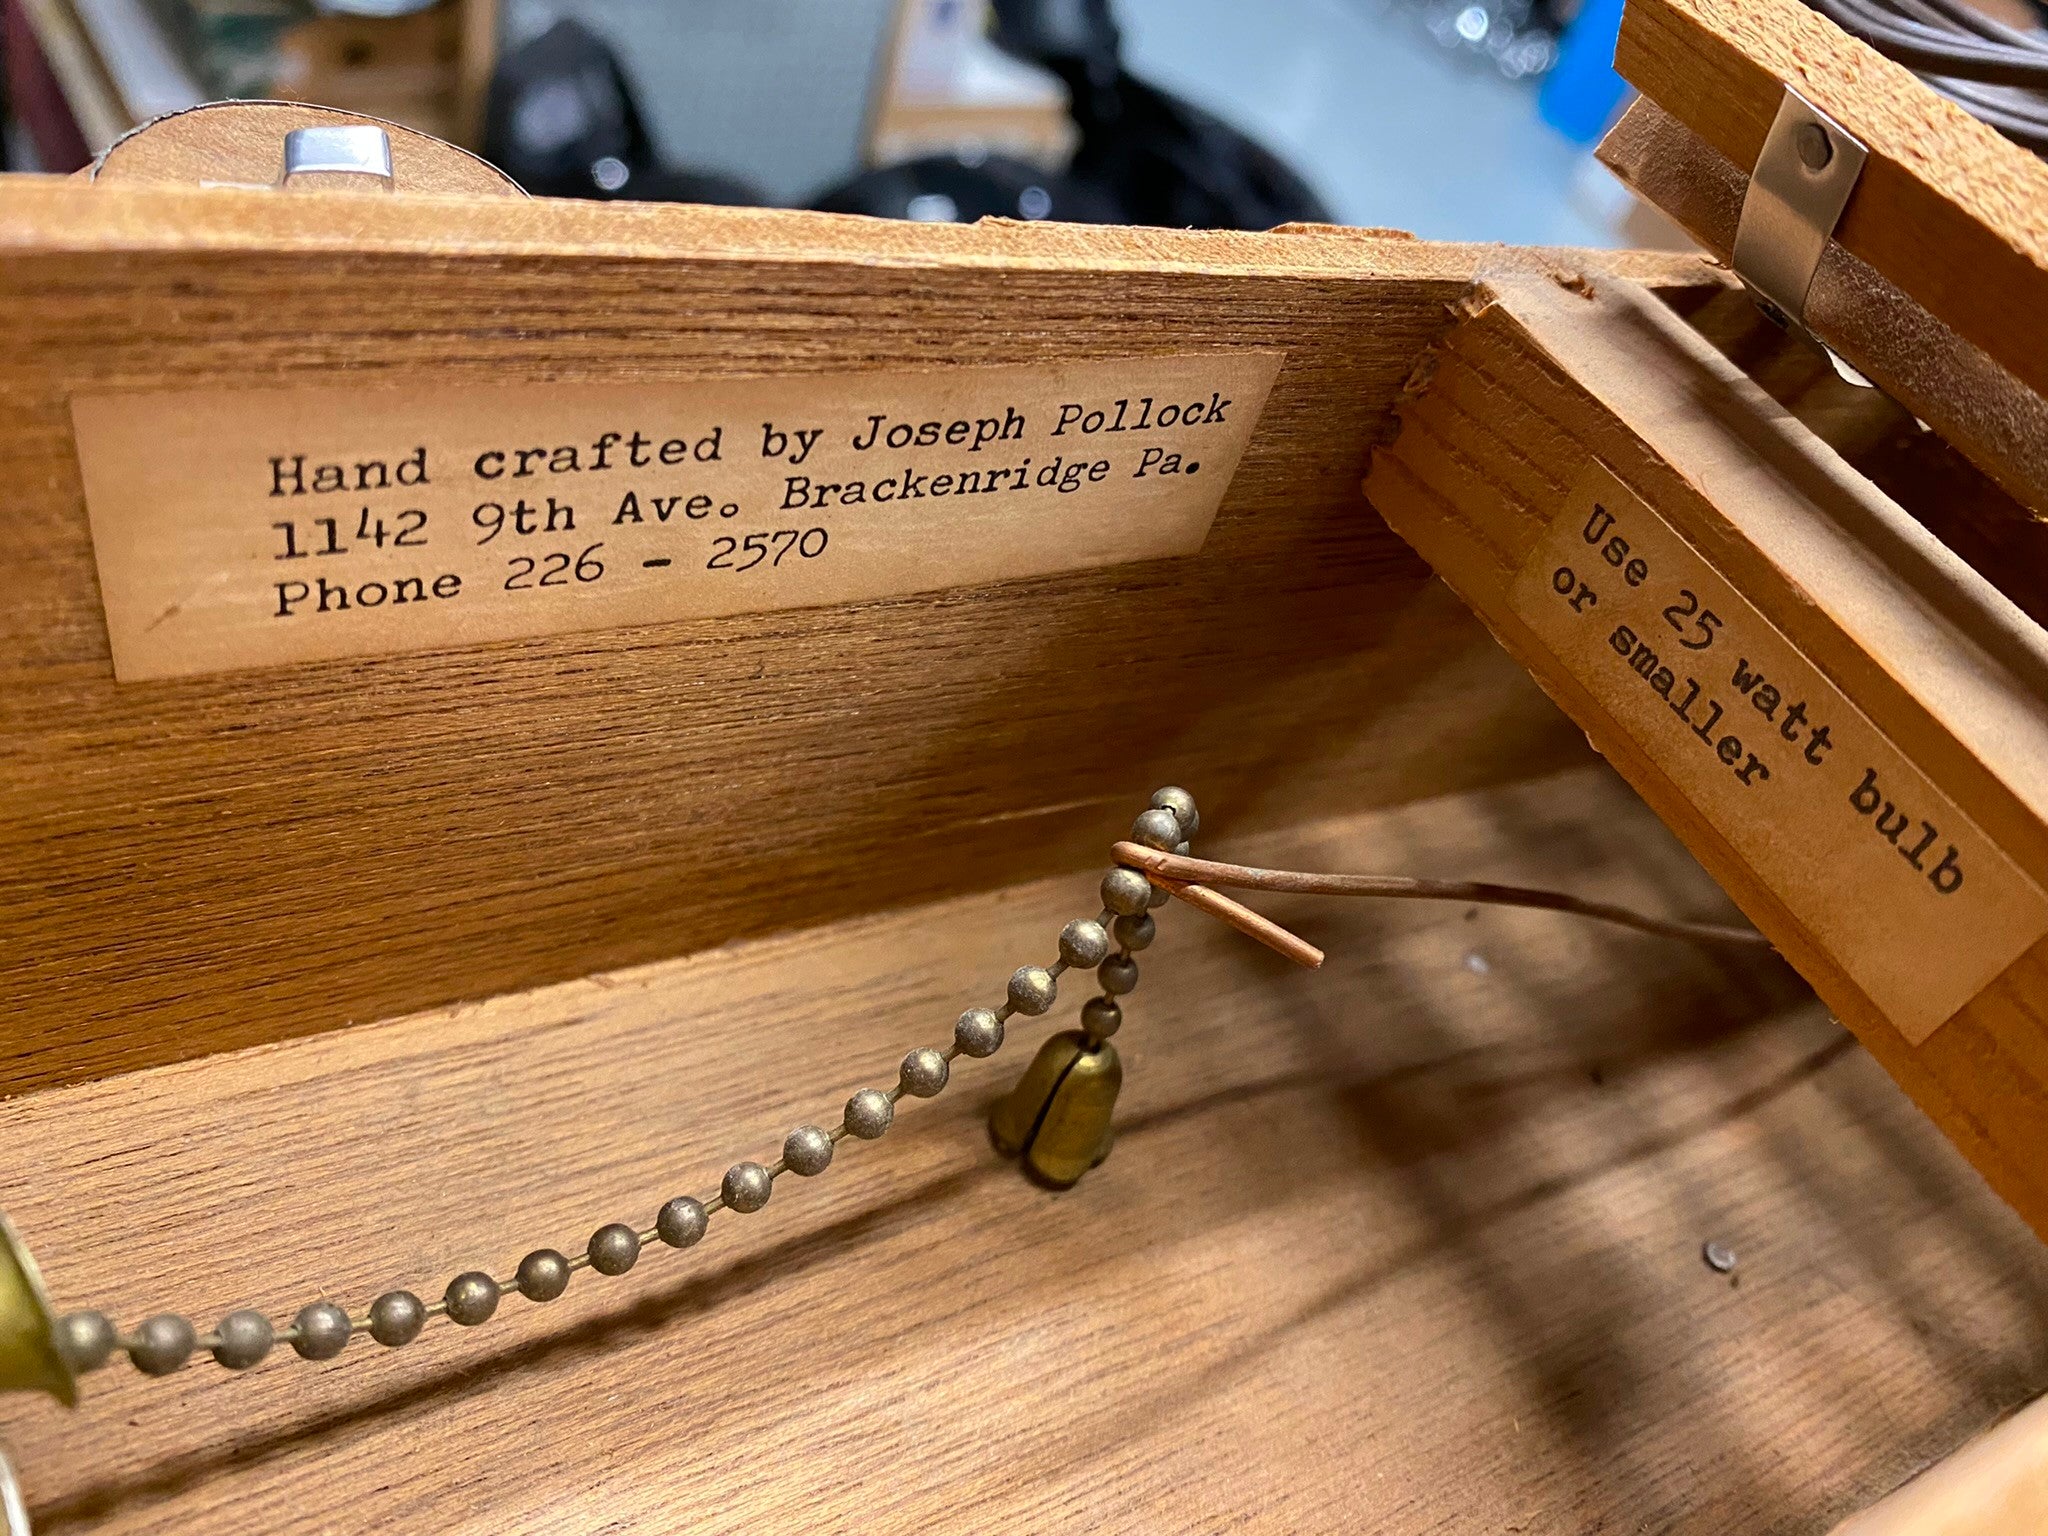 Hand crafted by Joseph Pollock
1142 9th Ave. Brackenridge Pa.
Phone 226 - 2570
Use 25 watt bulb
or smaller